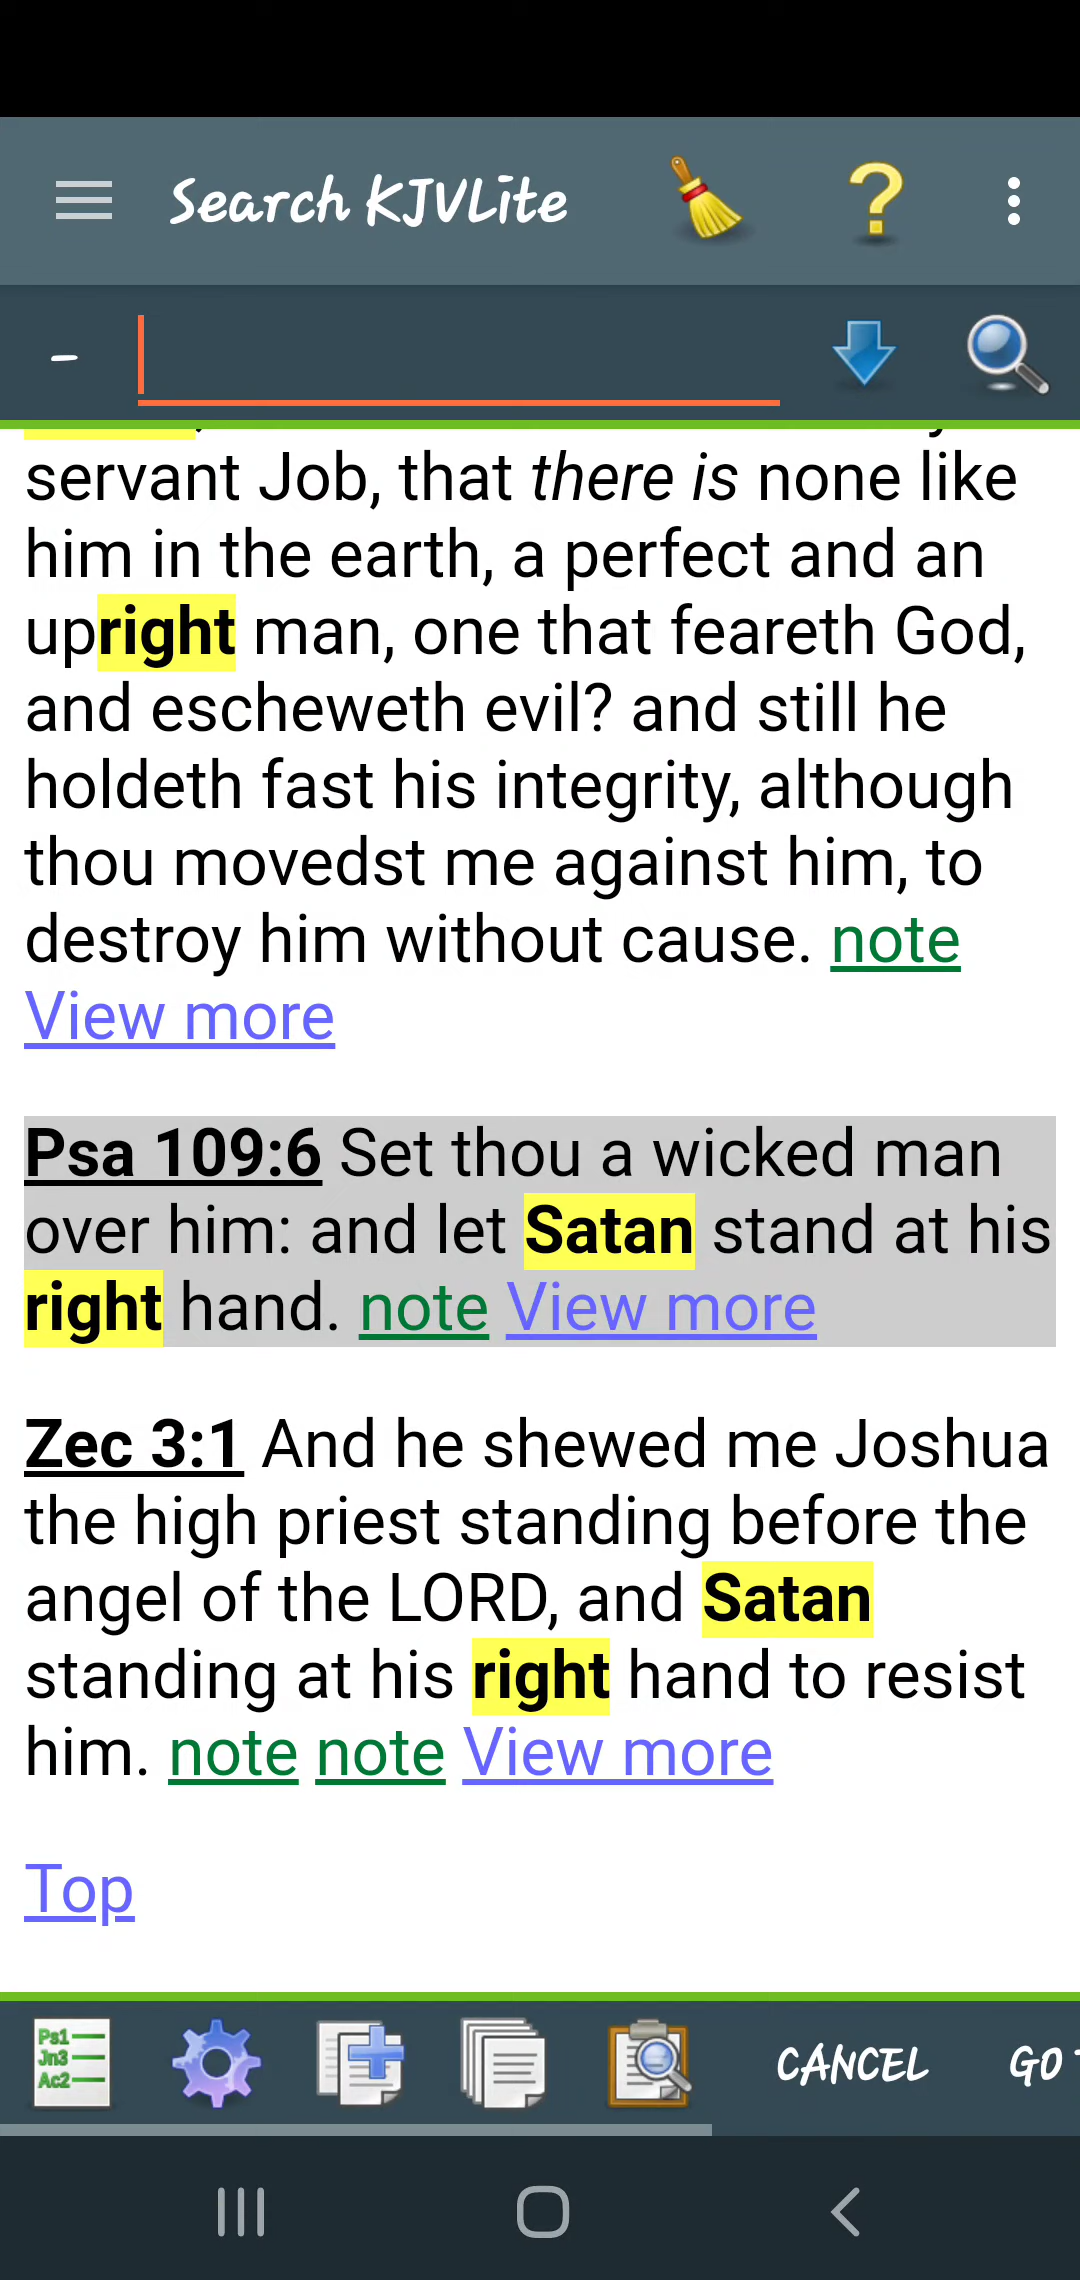 Search KJVLite
-
servant Job, that there is none like
him in the earth, a perfect and an
upright man, one that feareth God,
and escheweth evil? and still he
holdeth fast his integrity, although
thou movedst me against him, to
destroy him without cause. note
View more
Psa 109:6 Set thou a wicked man
over him: and let Satan stand at his
right hand. note View more
Zec 3:1 And he shewed me Joshua
the high priest standing before the
angel of the LORD, and Satan
standing at his right hand to resist
him. note note View more
Top
Ps1
Jn3
Ac2
CANCEL
GO